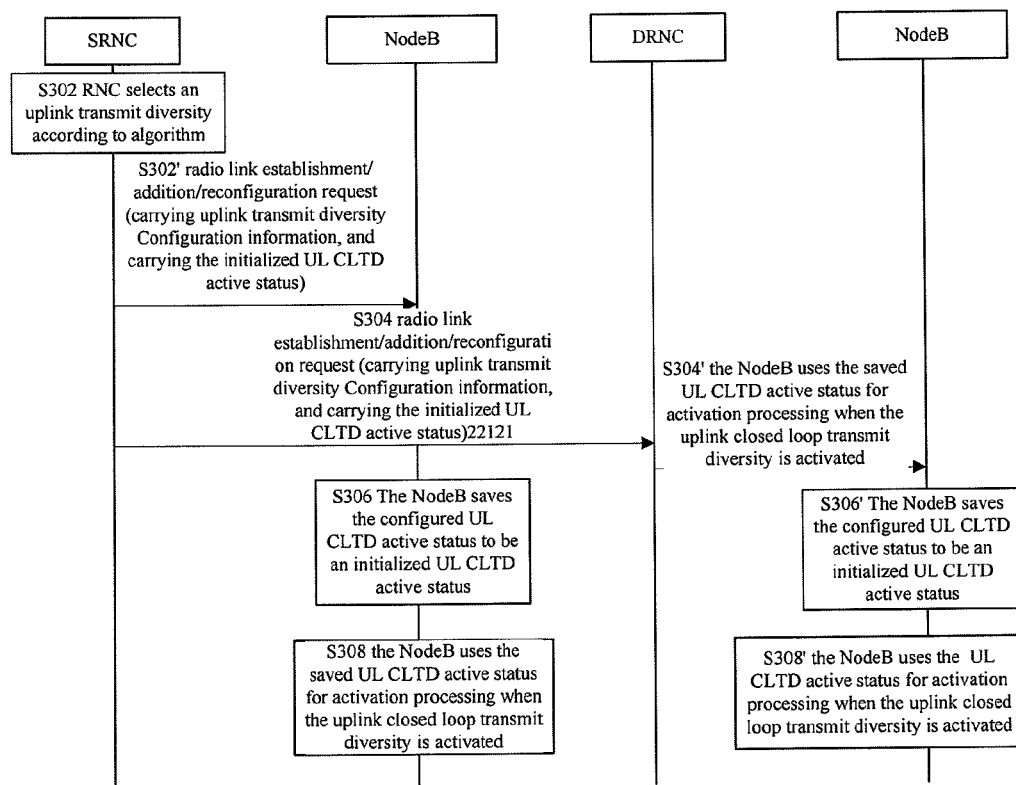 SRNC
NodeB
DRNC
NodeB
S302 RNC selects an
uplink transmit diversity
according to algorithm
S302' radio link establishment/
addition/reconfiguration request
(carrying uplink transmit diversity
Configuration information, and
carrying the initialized UL CLTD
active status)
S304 radio link
establishment/addition/reconfigurati
on request (carrying uplink transmit
diversity Configuration information,
and carrying the initialized UL
CLTD active status)22121
S304' the NodeB uses the saved
UL CLTD active status for
activation processing when the
uplink closed loop transmit
diversity is activated
S306 The NodeB saves
the configured UL
CLTD active status to be
an initialized UL CLTD
active status
S306' The NodeB saves
the configured UL CLTD
active status to be an
initialized UL CLTD
active status
S308 the NodeB uses the
saved UL CLTD active status
for activation processing when
the uplink closed loop transmit
diversity is activated
S308' the NodeB uses the UL
CLTD active status for activation
processing when the uplink closed
loop transmit diversity is activated